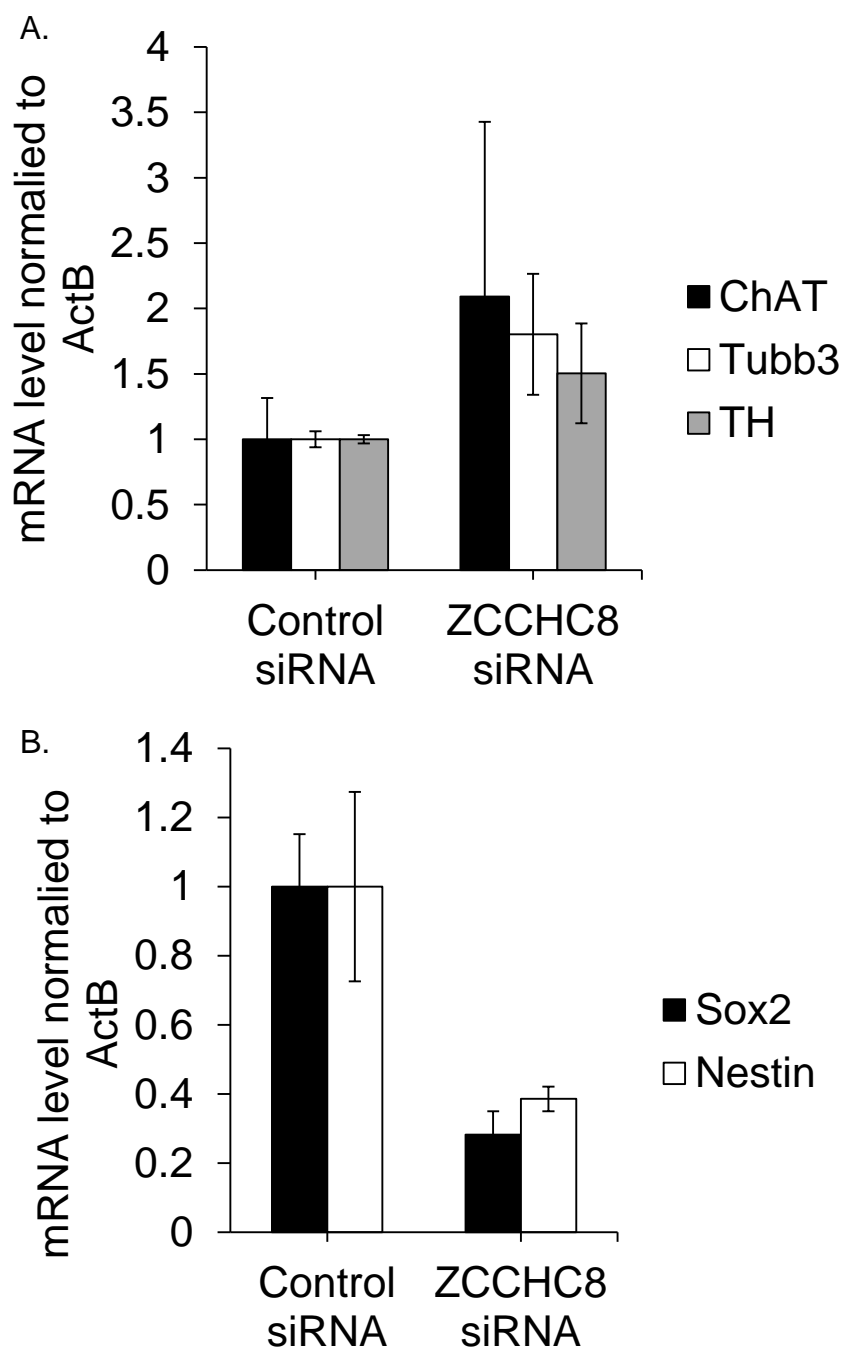 A.
mRNA level normalied to
ActB
4
3.5
3
2.5
2
1.5
1
0.5
0
Control
siRNA
ZCCHC8
siRNA
ChAT
Tubb3
TH
B.
mRNA level normalied to
ActB
1.4
1.2
1
0.8
0.6
0.4
0.2
0
Control
siRNA
ZCCHC8
siRNA
Sox2
Nestin